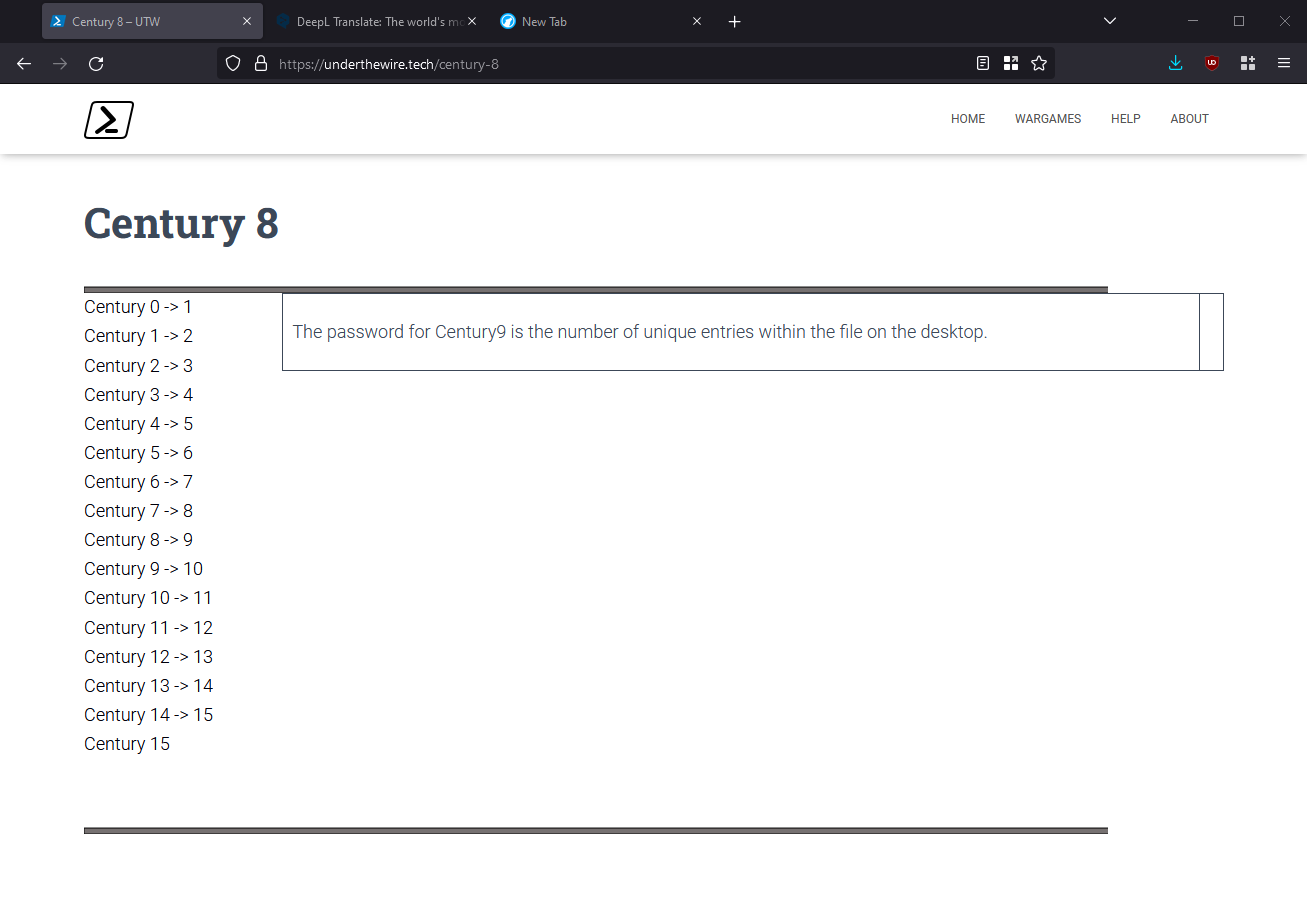 Century 8 – UTW
DeepL Translate: The world's mo
New Tab
https://underthewire.tech/century-8
HOME WARGAMES HELP ABOUT
Century 8
Century 0 -> 1
The password for Century9 is the number of unique entries within the file on the desktop.
Century 1 -> 2
Century 2 -> 3
Century 3 -> 4
Century 4 -> 5
Century 5 -> 6
Century 6 -> 7
Century 7 -> 8
Century 8 -> 9
Century 9 -> 10
Century 10 -> 11
Century 11 -> 12
Century 12 -> 13
Century 13 -> 14
Century 14 -> 15
Century 15